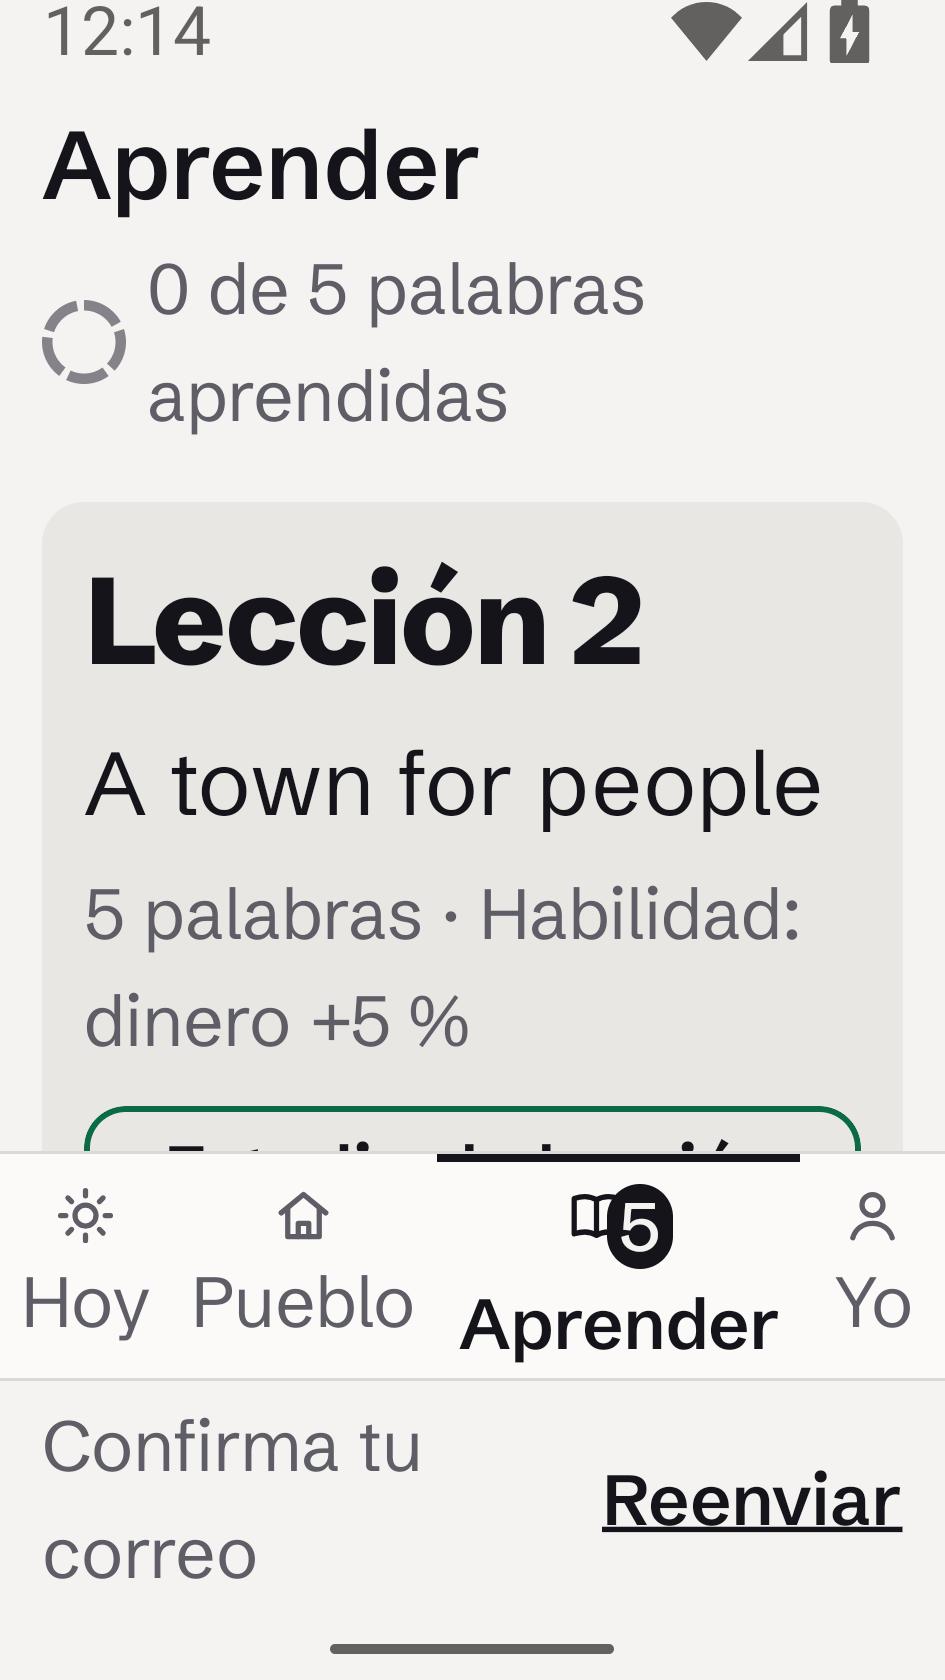 12:14
Aprender
0 de 5 palabras
aprendidas
Lección 2
A town for people
5 palabras · Habilidad:
dinero +5 %
5
Hoy
Pueblo
Aprender
Yo
Confirma tu
correo
Reenviar